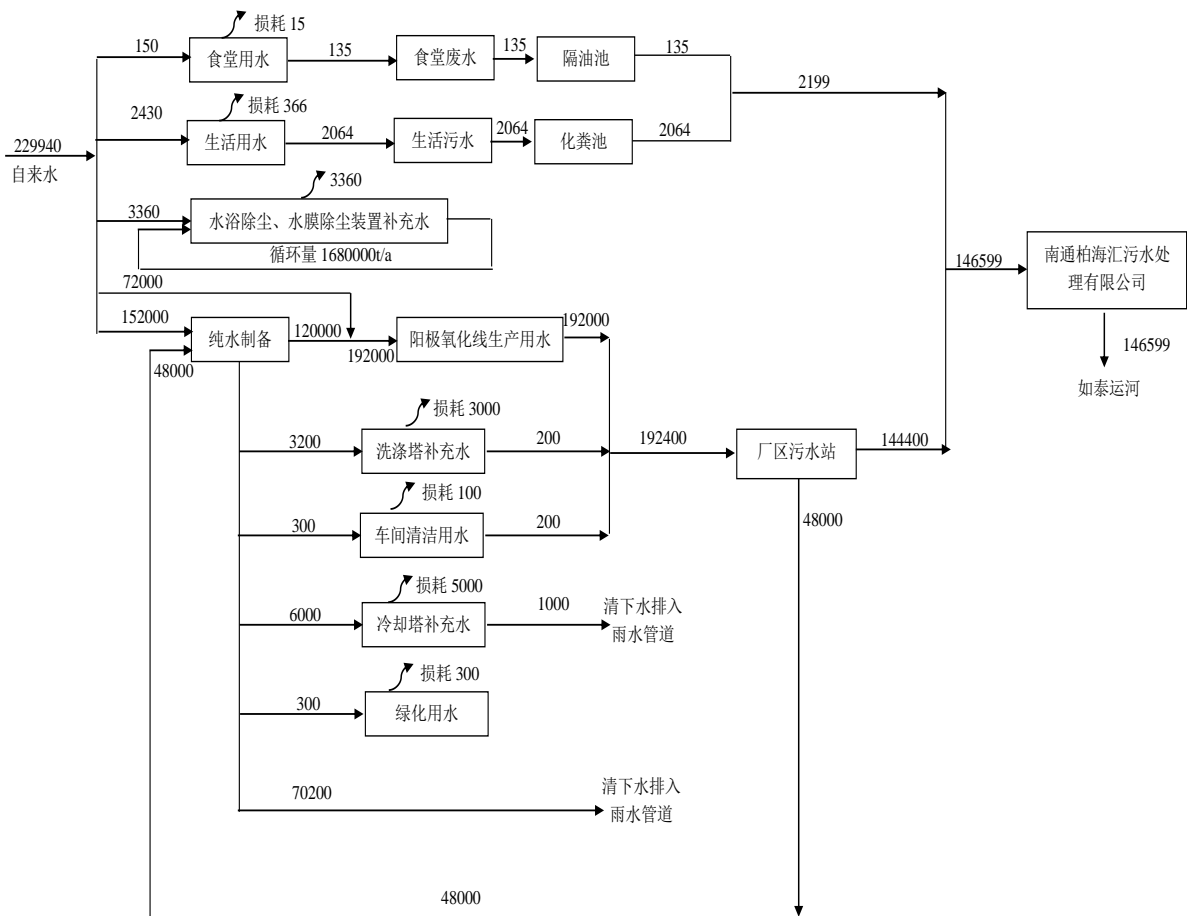 损耗 15
150
食堂用水
135
食堂废水
135
隔油池
135
2199
损耗 366
2430
生活用水
2064
生活污水
2064
化粪池
2064
229940
自来水
3360
3360
水浴除尘、水膜除尘装置补充水
循环量 1680000t/a
146599
南通柏海汇污水处
理有限公司
72000
152000
纯水制备
120000
192000
阳极氧化线生产用水
192000
48000
146599
如泰运河
损耗 3000
3200
洗涤塔补充水
200
192400
厂区污水站
144400
损耗 100
300
车间清洁用水
200
48000
损耗 5000
6000
冷却塔补充水
1000
清下水排入
雨水管道
损耗 300
300
绿化用水
70200
清下水排入
雨水管道
48000